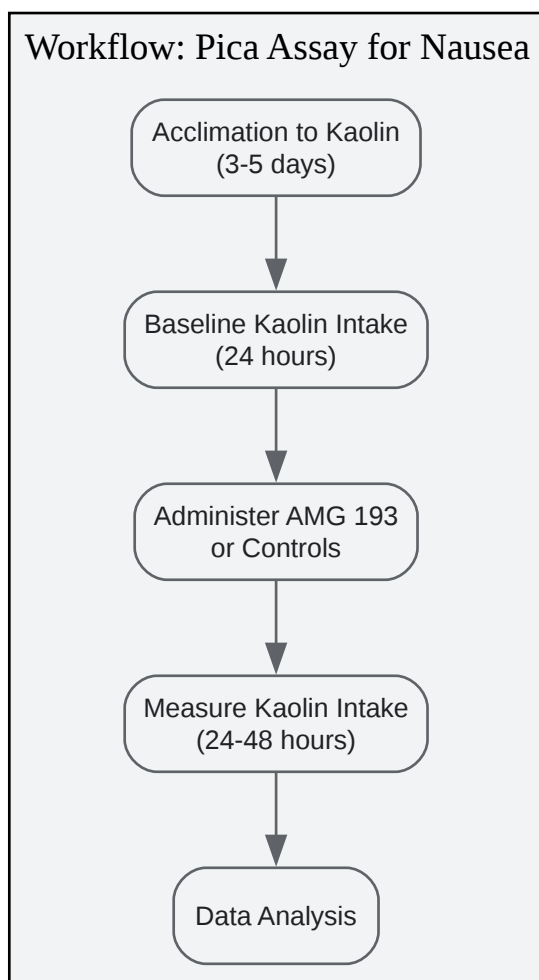 Workflow: Pica Assay for Nausea
Acclimation to Kaolin
(3-5 days)
Baseline Kaolin Intake
(24 hours)
Administer AMG 193
or Controls
Measure Kaolin Intake
(24-48 hours)
Data Analysis